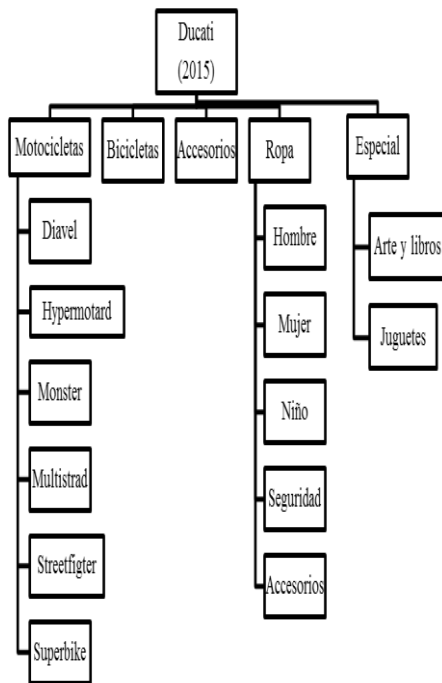 Ducati
(2015)
Motocicletas
Bicicletas
Accesorios
Ropa
Especial
Diavel
Hypermotard
Monster
Multistrad
Streetfigter
Superbike
Hombre
Mujer
Niño
Seguridad
Accesorios
Arte y libros
Juguetes